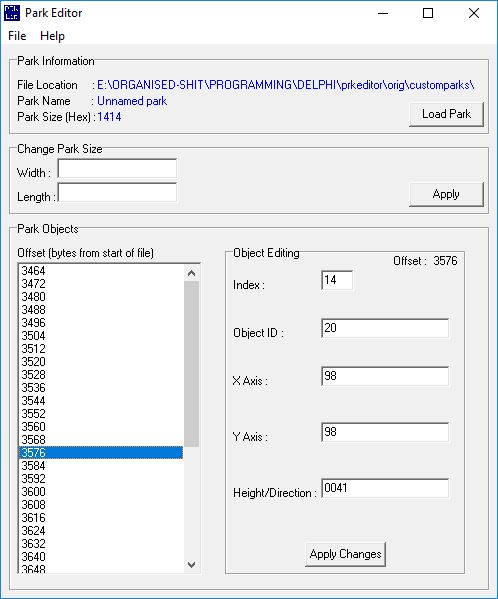 Park Editor
File Help
Park Information
File Location : E:\ORGANISED-SHIT\PROGRAMMING\DELPHI\prkeditor\orig\customparks\
Park Name : Unnamed park
Park Size (Hex) : 1414
Load Park
Change Park Size
Width :
Length :
Apply
Park Objects
Offset (bytes from start of file)
3464
3472
3480
3488
3496
3504
3512
3520
3528
3536
3544
3552
3560
3568
3576
3584
3592
3600
3608
3616
3624
3632
3640
3648
Object Editing
Offset : 3576
Index : 14
Object ID : 20
X Axis : 98
Y Axis : 98
Height/Direction : 0041
Apply Changes